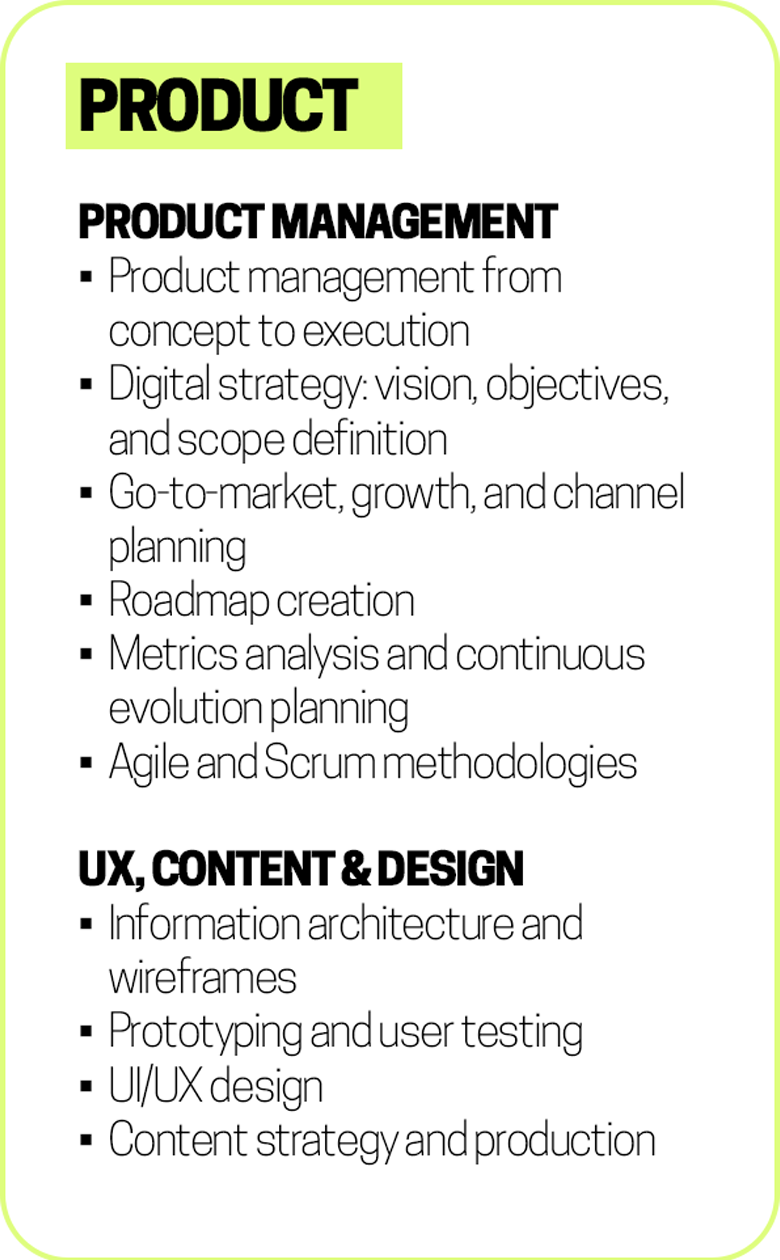 PRODUCT
PRODUCT MANAGEMENT
▪ Product management from
concept to execution
▪ Digital strategy: vision, objectives,
and scope definition
▪ Go-to-market, growth, and channel
planning
▪ Roadmap creation
▪ Metrics analysis and continuous
evolution planning
▪ Agile and Scrum methodologies
UX, CONTENT & DESIGN
▪ Information architecture and
wireframes
▪ Prototyping and user testing
▪ UI/UX design
▪ Content strategy and production